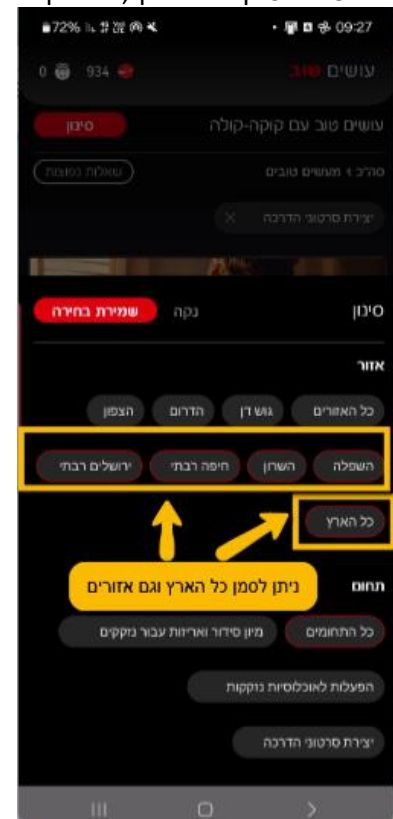 72% 09:27
עושים טוב 934 0
עושים טוב עם קוקה-קולה סינון
סה"כ 1 מעשים טובים שאלות נפוצות
יצירת סרטוני הדרכה ×
סינון נקה שמירת בחירה
אזור
כל האזורים גוש דן הדרום הצפון
השפלה השרון חיפה רבתי ירושלים רבתי
כל הארץ
ניתן לסמן כל הארץ וגם אזורים
תחום
כל התחומים מיון סידור ואריזות עבור נזקקים
הפעלות לאוכלוסיות נזקקות
יצירת סרטוני הדרכה